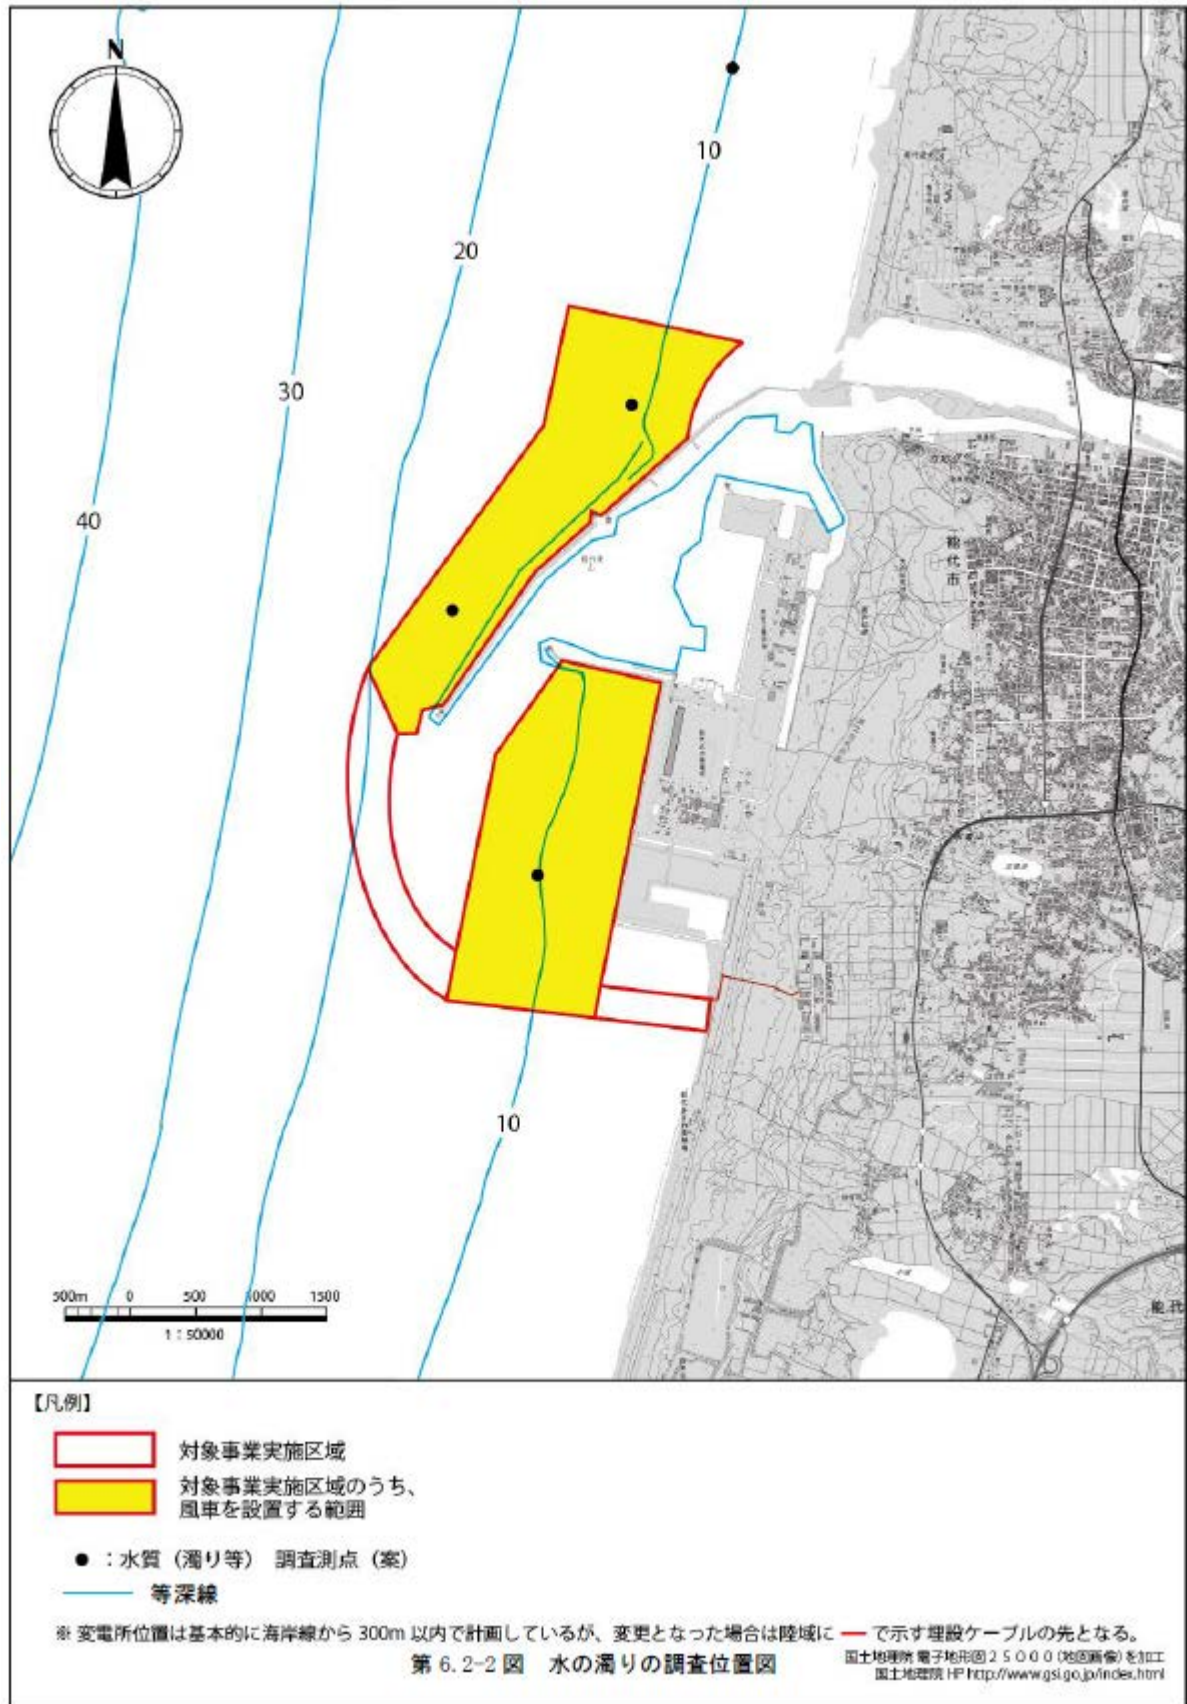 N
10
20
30
40
能代市
10
能代
500m 0 500 1000 1500
1：50000
【凡例】
対象事業実施区域
対象事業実施区域のうち、
風車を設置する範囲
●：水質（濁り等） 調査測点（案）
等深線
※ 変電所位置は基本的に海岸線から 300m 以内で計画しているが、変更となった場合は陸域に ━ で示す埋設ケーブルの先となる。
第 6.2-2 図 水の濁りの調査位置図
国土地理院 電子地形図２５０００（地図画像）を加工
国土地理院 HP http://www.gsi.go.jp/index.html